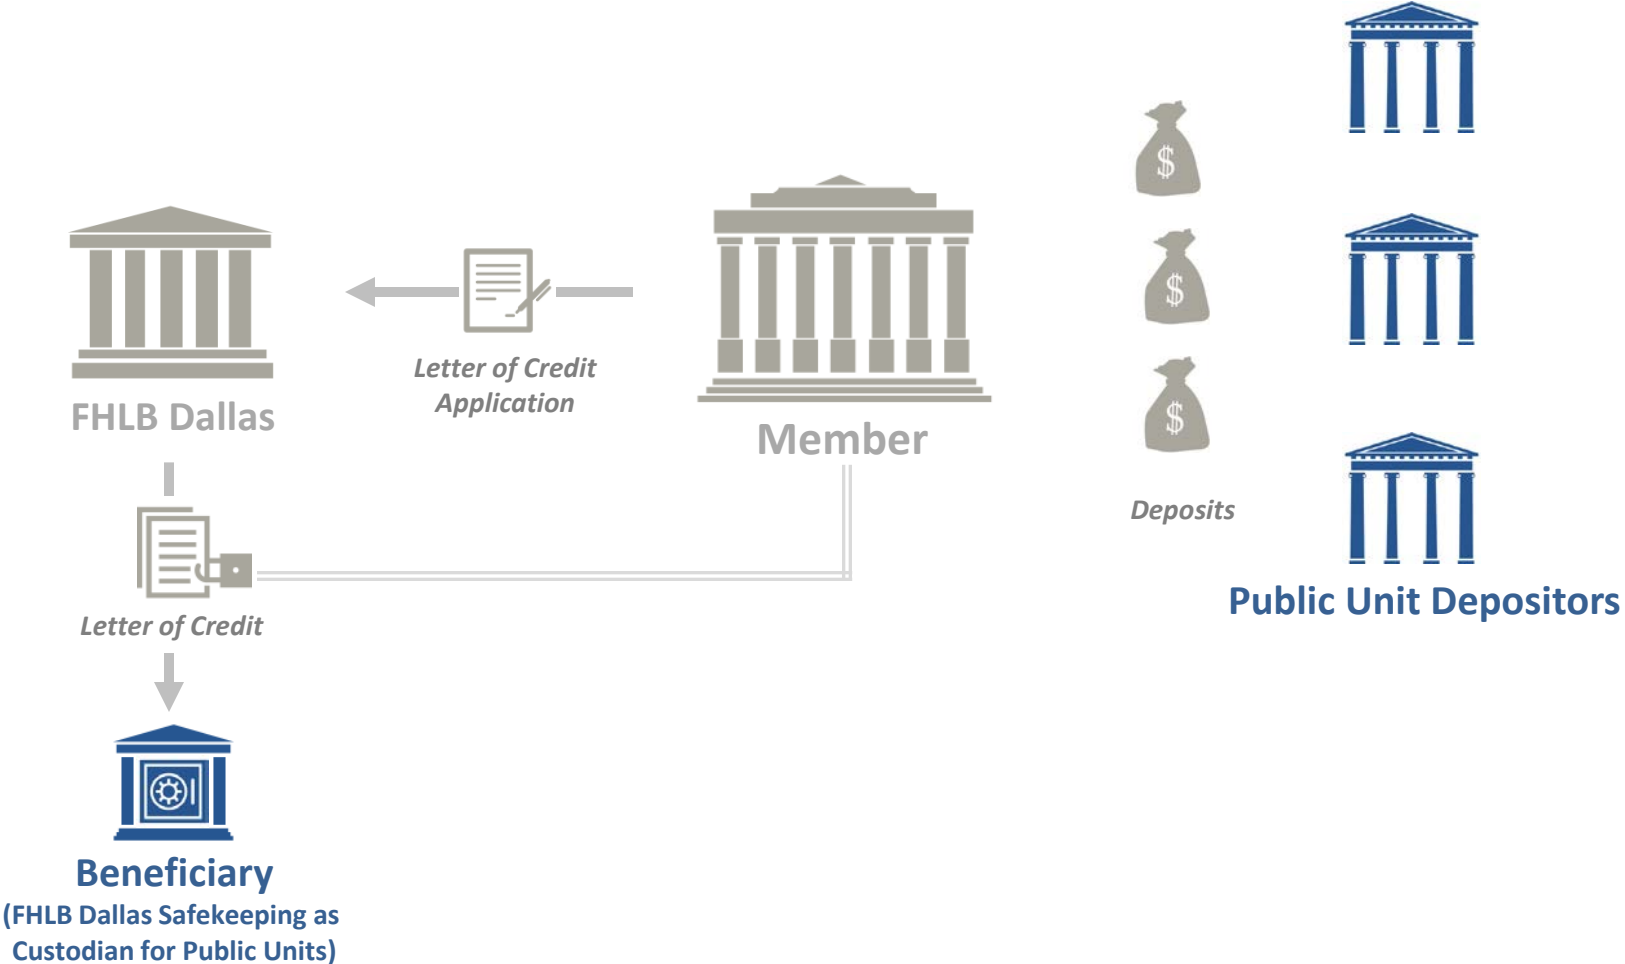 $
$
$
Letter of Credit
Application
FHLB Dallas
Member
Deposits
Public Unit Depositors
Letter of Credit
Beneficiary
(FHLB Dallas Safekeeping as
Custodian for Public Units)